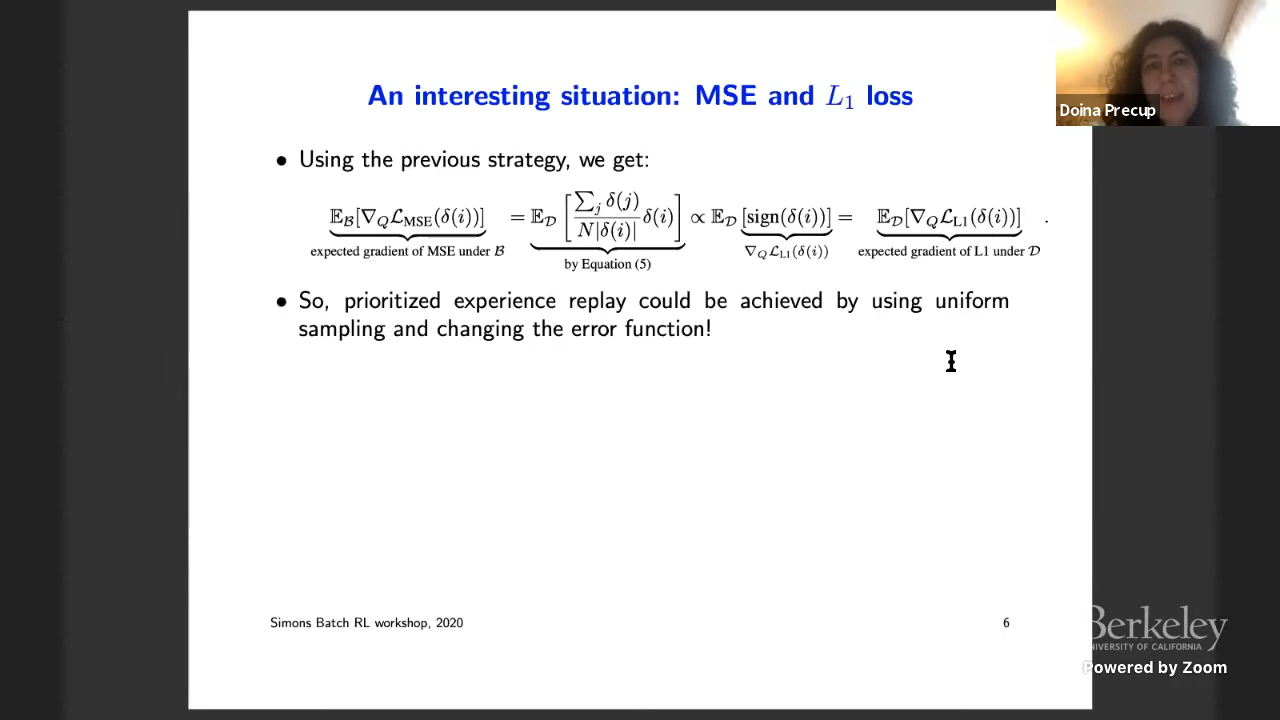 An interesting situation: MSE and L₁ loss
Doina Precup
• Using the previous strategy, we get:
𝔼_ℬ[∇_Q ℒ_MSE(δ(i))] = 𝔼_𝒟 [ (∑_j δ(j)) / (N|δ(i)|) δ(i) ] ∝ 𝔼_𝒟 [sign(δ(i))] = 𝔼_𝒟[∇_Q ℒ_L1(δ(i))] .
expected gradient of MSE under ℬ
by Equation (5)
∇_Q ℒ_L1(δ(i))
expected gradient of L1 under 𝒟
• So, prioritized experience replay could be achieved by using uniform
sampling and changing the error function!
Simons Batch RL workshop, 2020
6
Berkeley
UNIVERSITY OF CALIFORNIA
Powered by Zoom